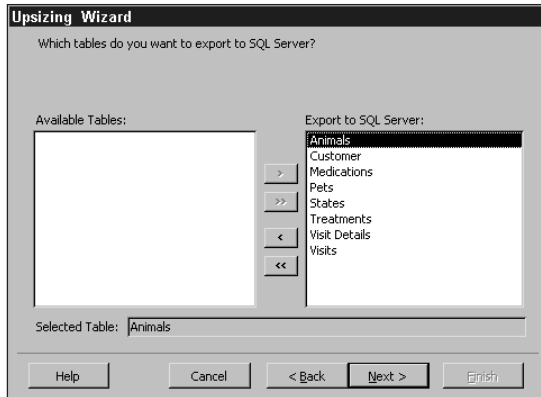 Upsizing Wizard
Which tables do you want to export to SQL Server?
Available Tables:
Export to SQL Server:
Animals
Customer
Medications
Pets
States
Treatments
Visit Details
Visits
>
>>
<
<<
Selected Table: Animals
Help Cancel < Back Next > Finish